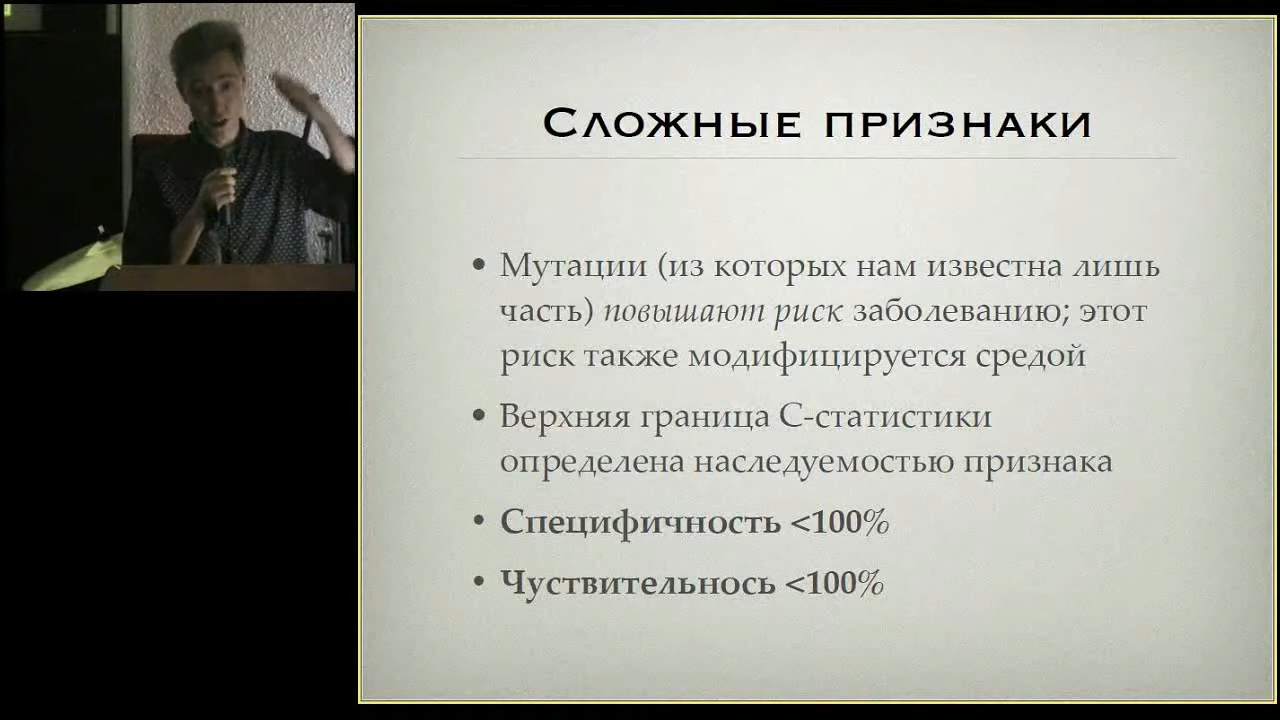 Сложные признаки
• Мутации (из которых нам известна лишь
часть) повышают риск заболеванию; этот
риск также модифицируется средой
• Верхняя граница С-статистики
определена наследуемостью признака
• Специфичность <100%
• Чуствительнось <100%